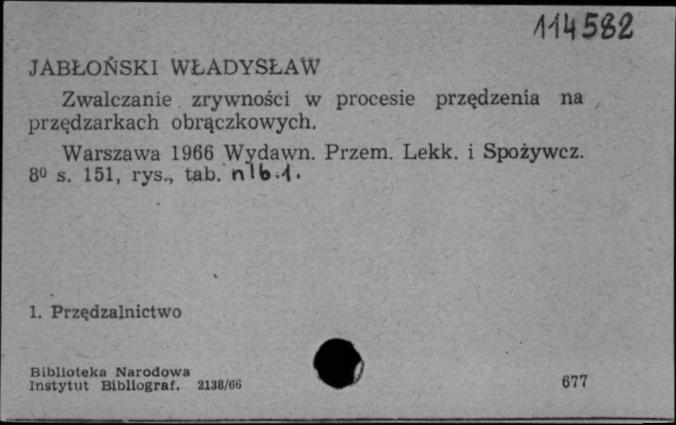 114582
JABŁOŃSKI WŁADYSŁAW
Zwalczanie zrywności w procesie przędzenia na
przędzarkach obrączkowych.
Warszawa 1966 Wydawn. Przem. Lekk. i Spożywcz.
8º s. 151, rys., tab. nlb.1.
1. Przędzalnictwo
Biblioteka Narodowa
Instytut Bibliograf. 2138/66
677